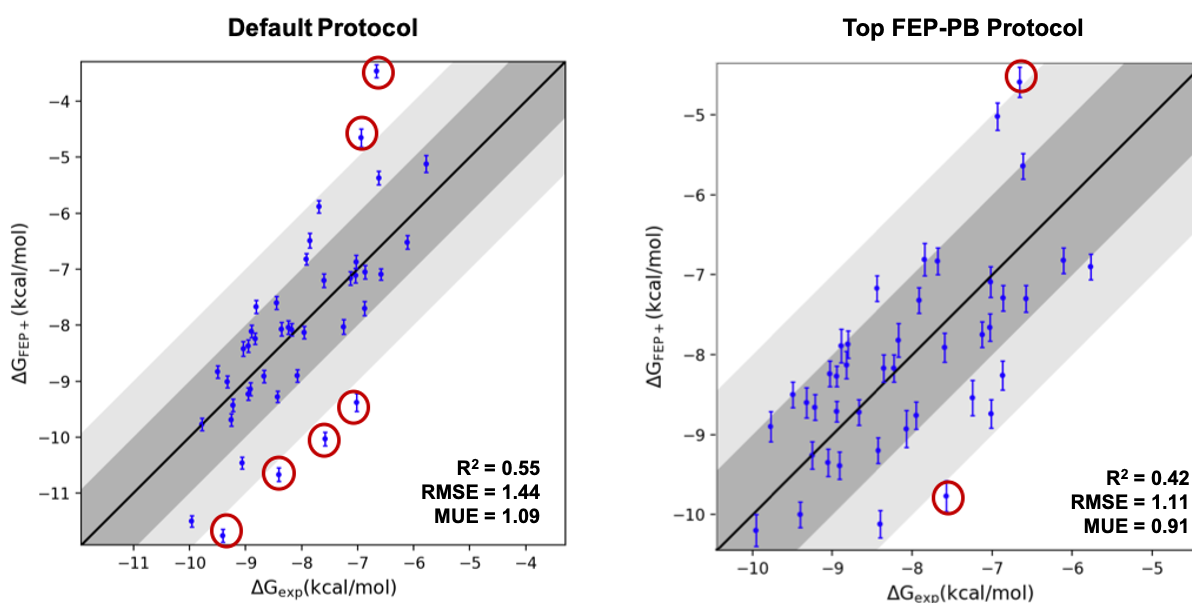 Default Protocol
ΔG_FEP+ (kcal/mol)
−4
−5
−6
−7
−8
−9
−10
−11
R² = 0.55
RMSE = 1.44
MUE = 1.09
−11 −10 −9 −8 −7 −6 −5 −4
ΔG_exp(kcal/mol)
Top FEP-PB Protocol
ΔG_FEP+ (kcal/mol)
−5
−6
−7
−8
−9
−10
R² = 0.42
RMSE = 1.11
MUE = 0.91
−10 −9 −8 −7 −6 −5
ΔG_exp(kcal/mol)